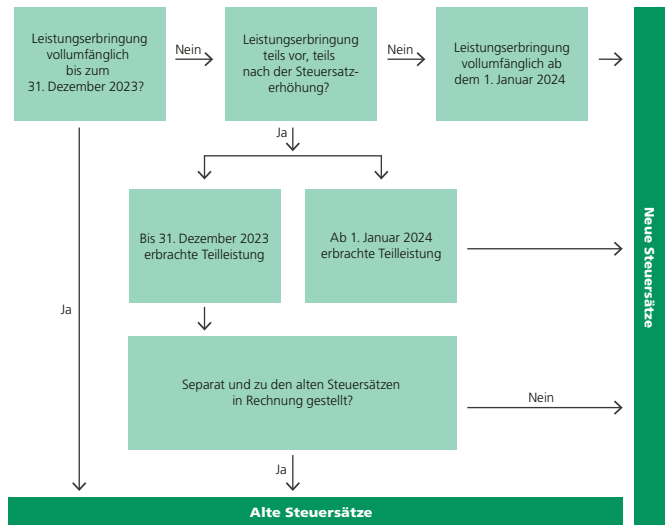 Leistungserbringung
vollumfänglich
bis zum
31. Dezember 2023?
Nein
Leistungserbringung
teils vor, teils
nach der Steuersatz-
erhöhung?
Nein
Leistungserbringung
vollumfänglich ab
dem 1. Januar 2024
Ja
Bis 31. Dezember 2023
erbrachte Teilleistung
Ab 1. Januar 2024
erbrachte Teilleistung
Neue Steuersätze
Ja
Separat und zu den alten Steuersätzen
in Rechnung gestellt?
Nein
Ja
Alte Steuersätze